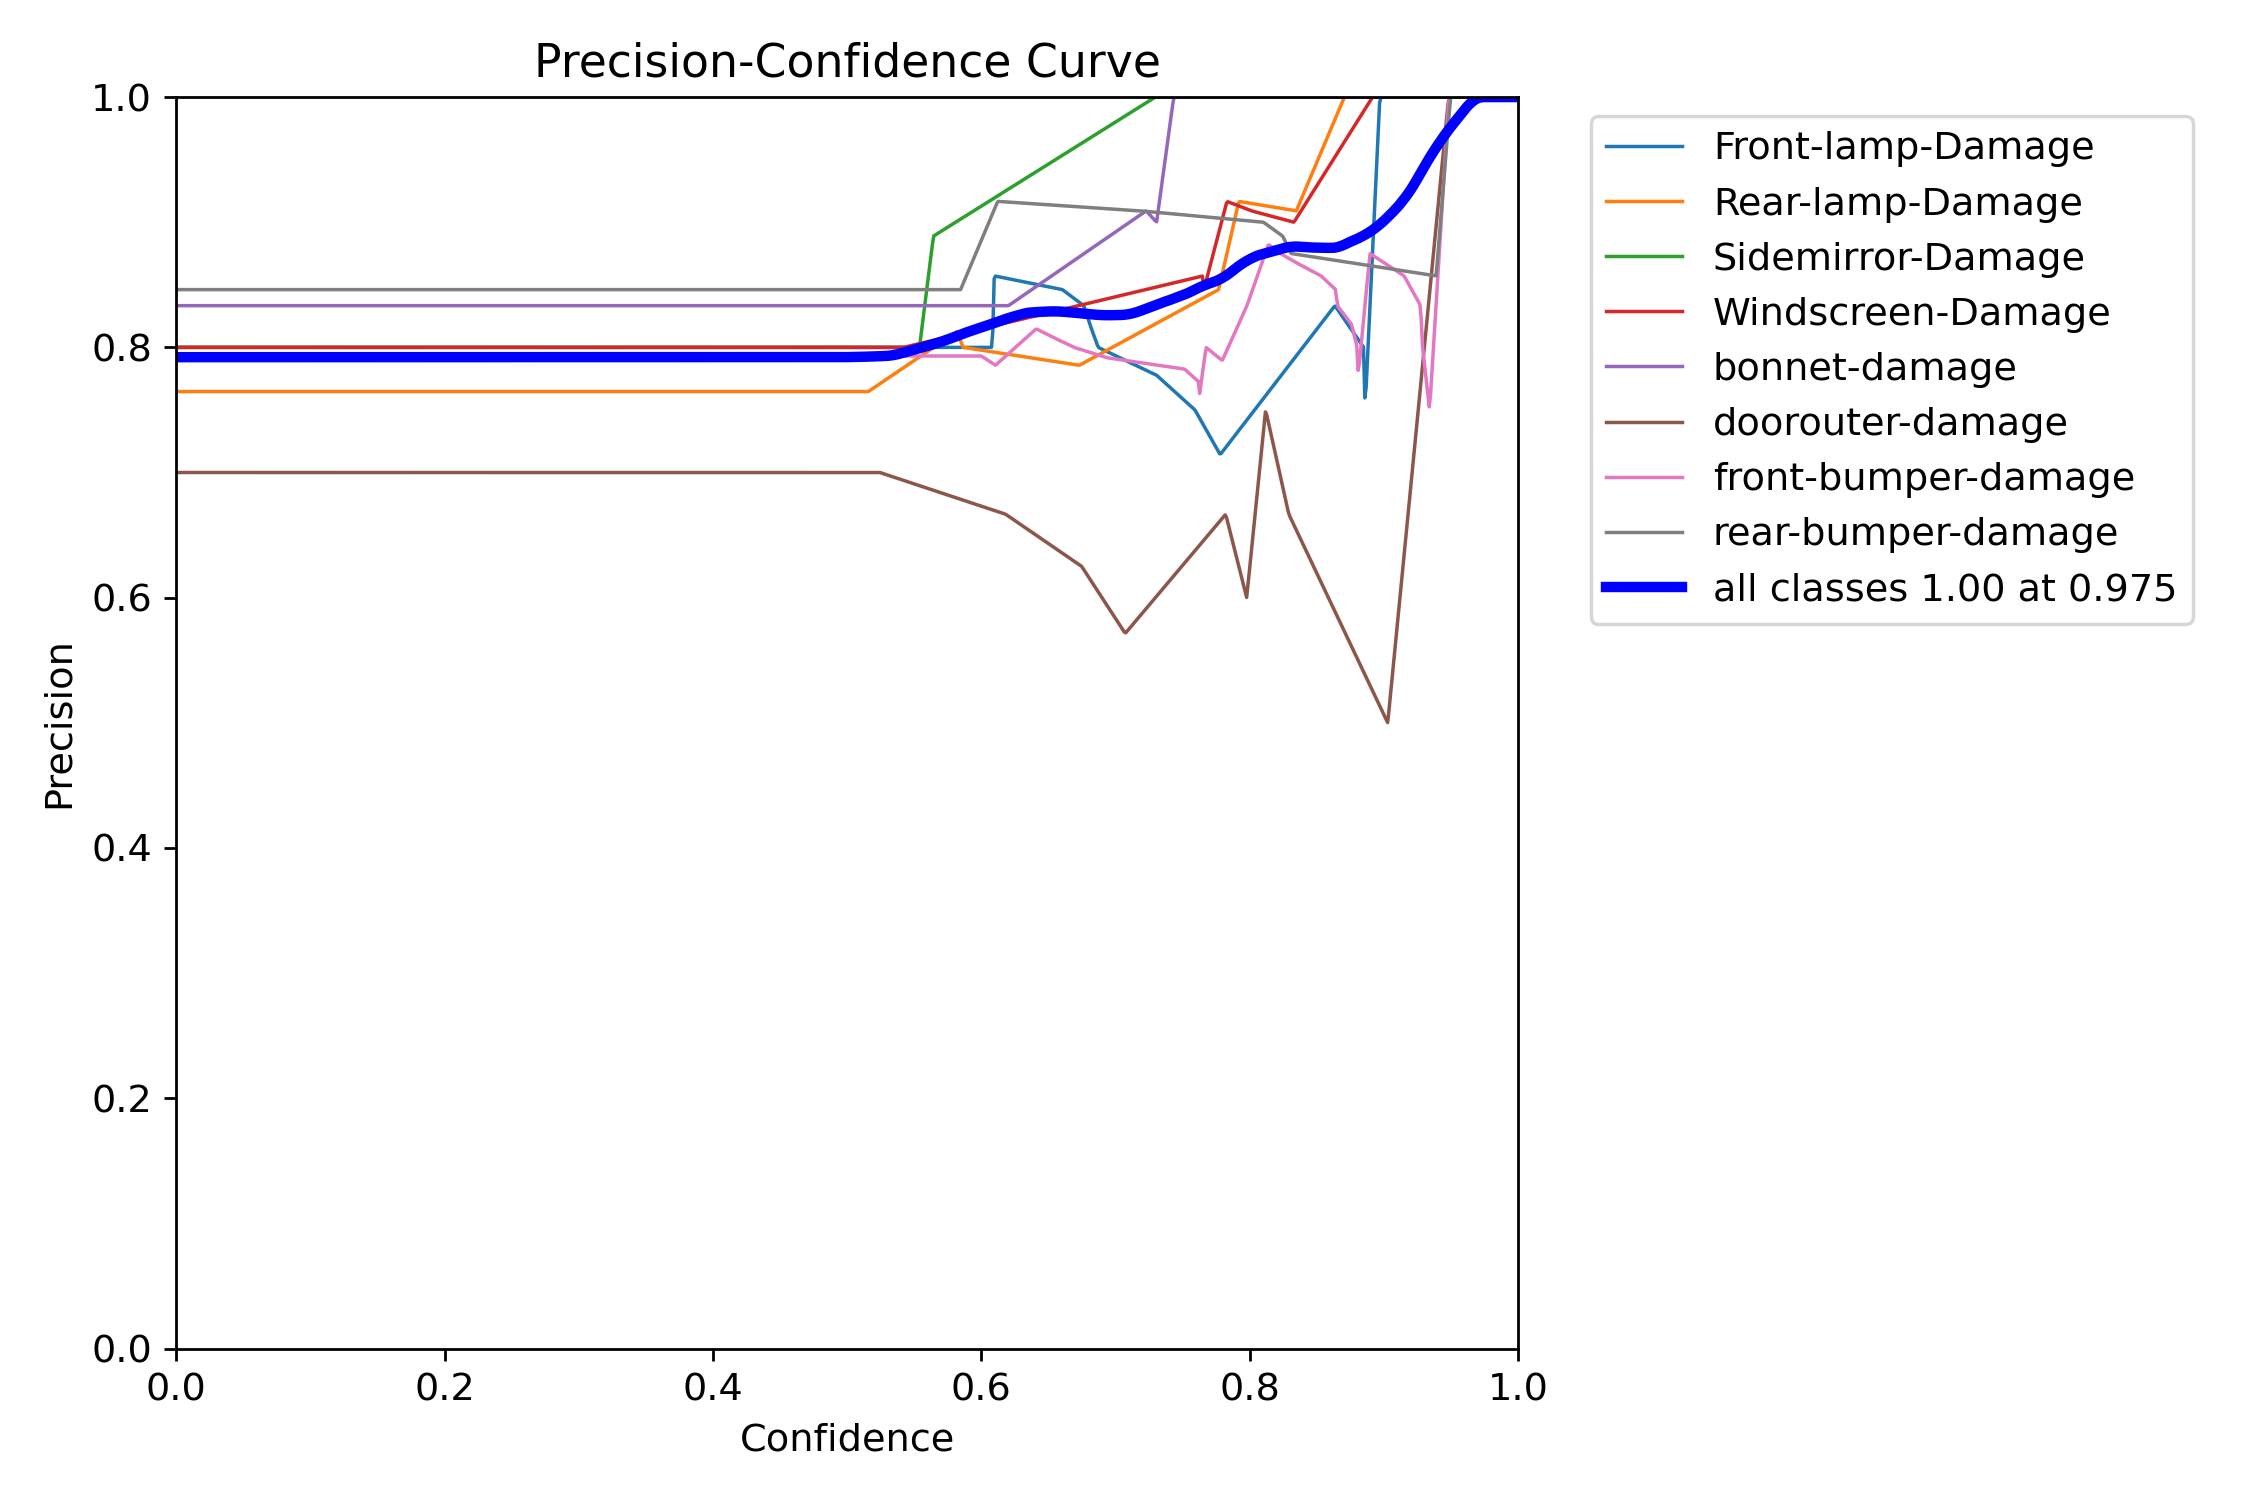 Precision-Confidence Curve
1.0
0.8
0.6
0.4
0.2
0.0
Precision
0.0 0.2 0.4 0.6 0.8 1.0
Confidence
Front-lamp-Damage
Rear-lamp-Damage
Sidemirror-Damage
Windscreen-Damage
bonnet-damage
doorouter-damage
front-bumper-damage
rear-bumper-damage
all classes 1.00 at 0.975